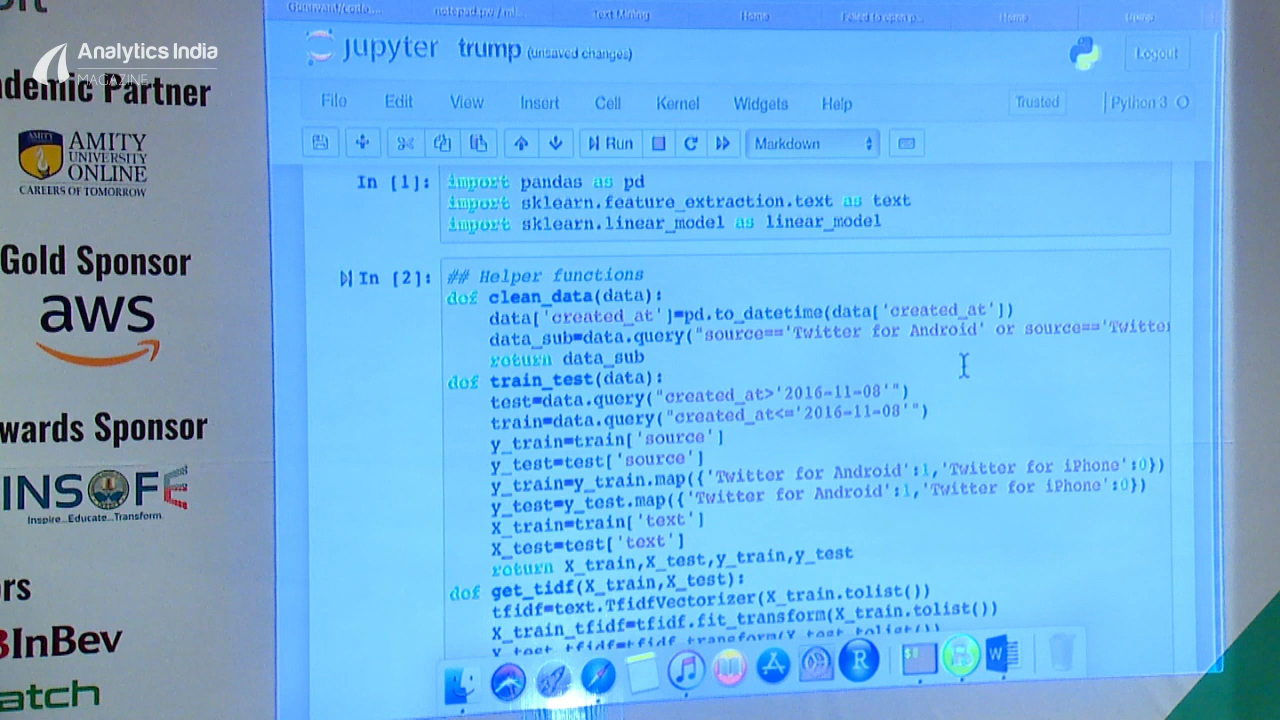 Text Mining
Home
Home
Analytics India
MAGAZINE
jupyter trump (unsaved changes)
Logout
File Edit View Insert Cell Kernel Widgets Help
Trusted
Python 3
Run
Markdown
In [1]:
import pandas as pd
import sklearn.feature_extraction.text as text
import sklearn.linear_model as linear_model
In [2]:
## Helper functions
def clean_data(data):
data['created_at']=pd.to_datetime(data['created_at'])
data_sub=data.query("source=='Twitter for Android' or source=='Twitter
return data_sub
def train_test(data):
test=data.query("created_at>'2016-11-08'")
train=data.query("created_at<='2016-11-08'")
y_train=train['source']
y_test=test['source']
y_train=y_train.map({'Twitter for Android':1,'Twitter for iPhone':0})
y_test=y_test.map({'Twitter for Android':1,'Twitter for iPhone':0})
X_train=train['text']
X_test=test['text']
return X_train,X_test,y_train,y_test
def get_tidf(X_train,X_test):
tfidf=text.TfidfVectorizer(X_train.tolist())
X_train_tfidf=tfidf.fit_transform(X_train.tolist())
ademic Partner
AMITY
AMITY
UNIVERSITY
ONLINE
CAREERS OF TOMORROW
Gold Sponsor
aws
wards Sponsor
INSOFE
Inspire...Educate...Transform.
rs
BInBev
atch
R
W